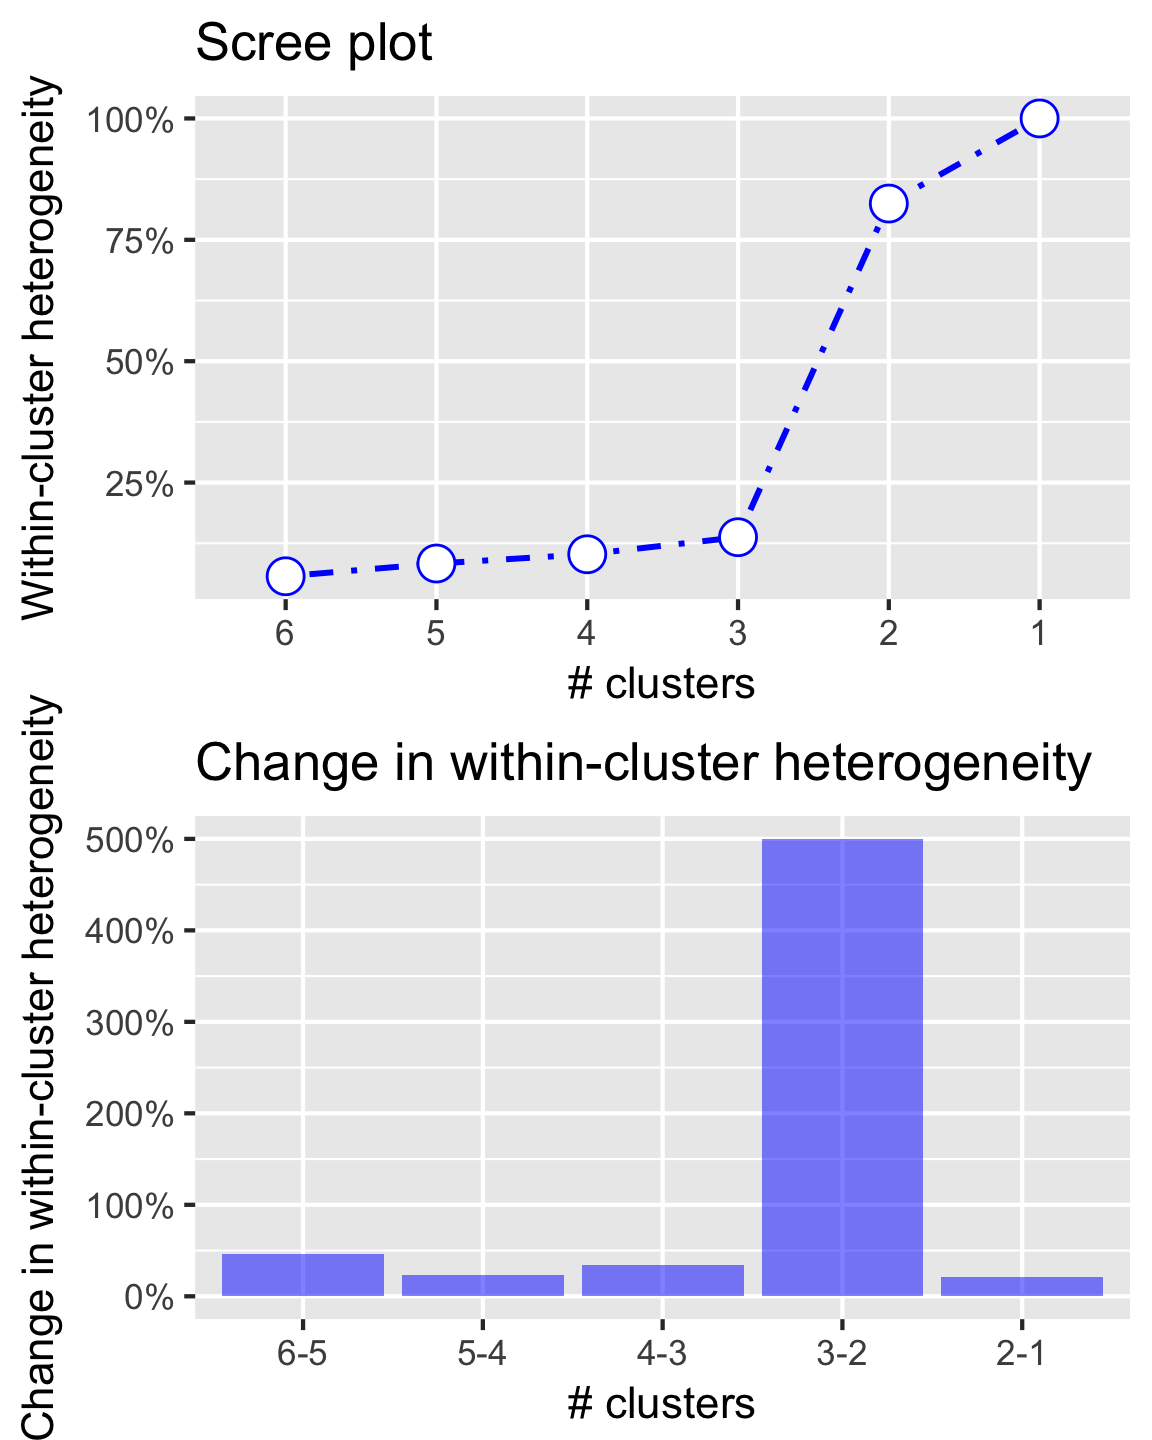 Scree plot
Within-cluster heterogeneity
100%
75%
50%
25%
6 5 4 3 2 1
# clusters
Change in within-cluster heterogeneity
Change in within-cluster heterogeneity
500%
400%
300%
200%
100%
0%
6-5 5-4 4-3 3-2 2-1
# clusters